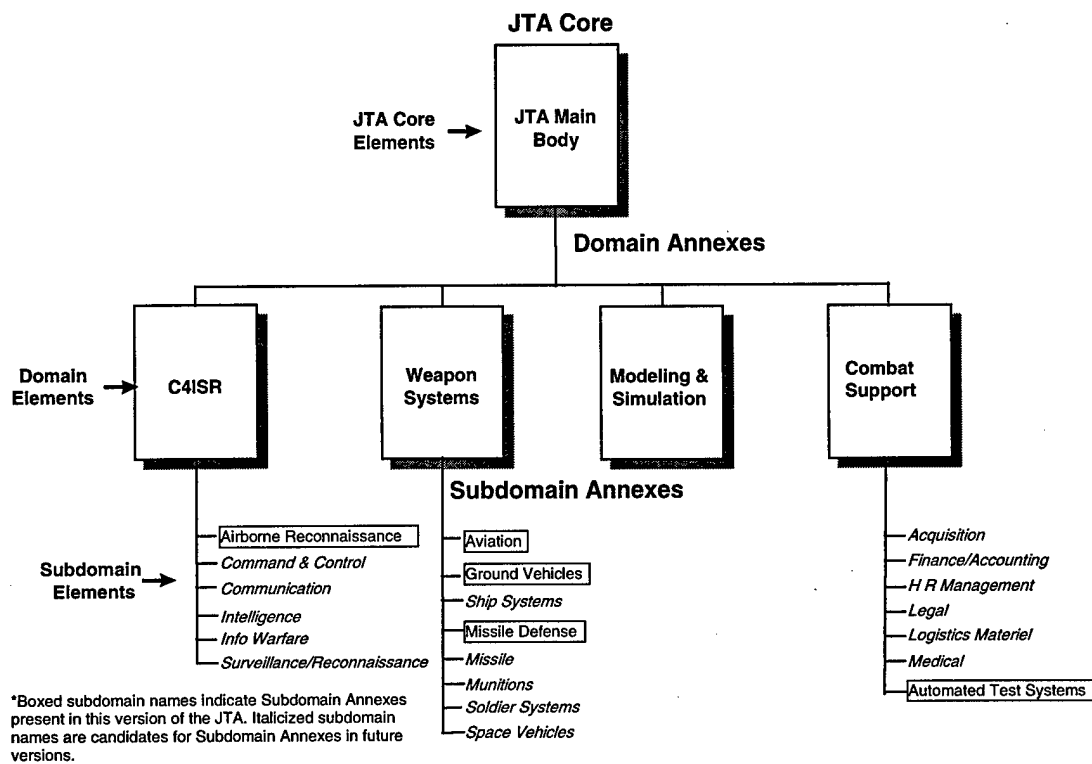 JTA Core
JTA Core
Elements
JTA Main
Body
Domain Annexes
Domain
Elements
C4ISR
Weapon
Systems
Modeling &
Simulation
Combat
Support
Subdomain Annexes
Subdomain
Elements
Airborne Reconnaissance
Command & Control
Communication
Intelligence
Info Warfare
Surveillance/Reconnaissance
Aviation
Ground Vehicles
Ship Systems
Missile Defense
Missile
Munitions
Soldier Systems
Space Vehicles
Acquisition
Finance/Accounting
H R Management
Legal
Logistics Materiel
Medical
Automated Test Systems
*Boxed subdomain names indicate Subdomain Annexes
present in this version of the JTA. Italicized subdomain
names are candidates for Subdomain Annexes in future
versions.